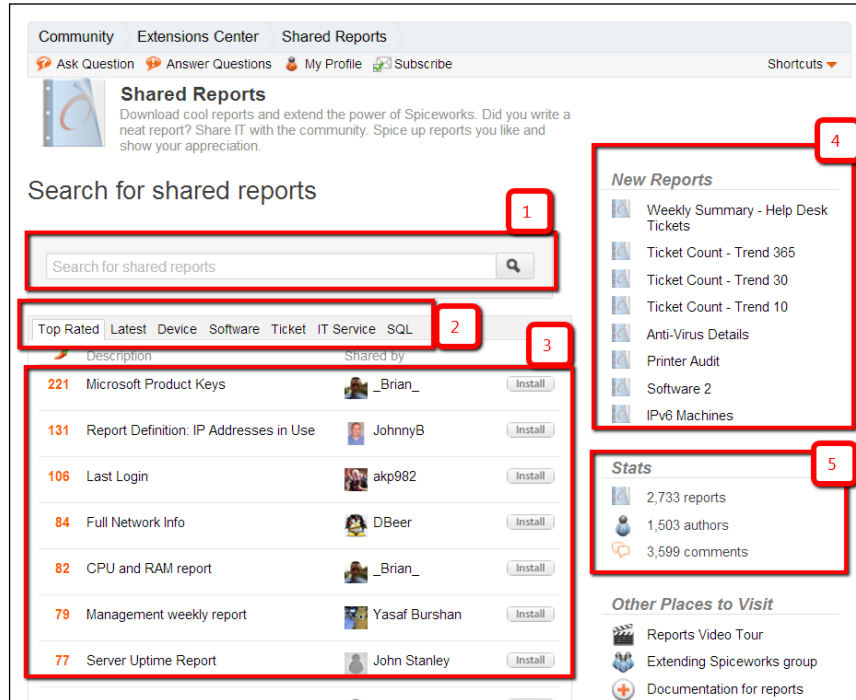 Community Extensions Center Shared Reports
Ask Question Answer Questions My Profile Subscribe Shortcuts
Shared Reports
Download cool reports and extend the power of Spiceworks. Did you write a
neat report? Share IT with the community. Spice up reports you like and
show your appreciation.
Search for shared reports
1
Search for shared reports
2
Top Rated Latest Device Software Ticket IT Service SQL
3
Description Shared by
221 Microsoft Product Keys _Brian_ Install
131 Report Definition: IP Addresses in Use JohnnyB Install
106 Last Login akp982 Install
84 Full Network Info DBeer Install
82 CPU and RAM report _Brian_ Install
79 Management weekly report Yasaf Burshan Install
77 Server Uptime Report John Stanley Install
4
New Reports
Weekly Summary - Help Desk
Tickets
Ticket Count - Trend 365
Ticket Count - Trend 30
Ticket Count - Trend 10
Anti-Virus Details
Printer Audit
Software 2
IPv6 Machines
5
Stats
2,733 reports
1,503 authors
3,599 comments
Other Places to Visit
Reports Video Tour
Extending Spiceworks group
Documentation for reports